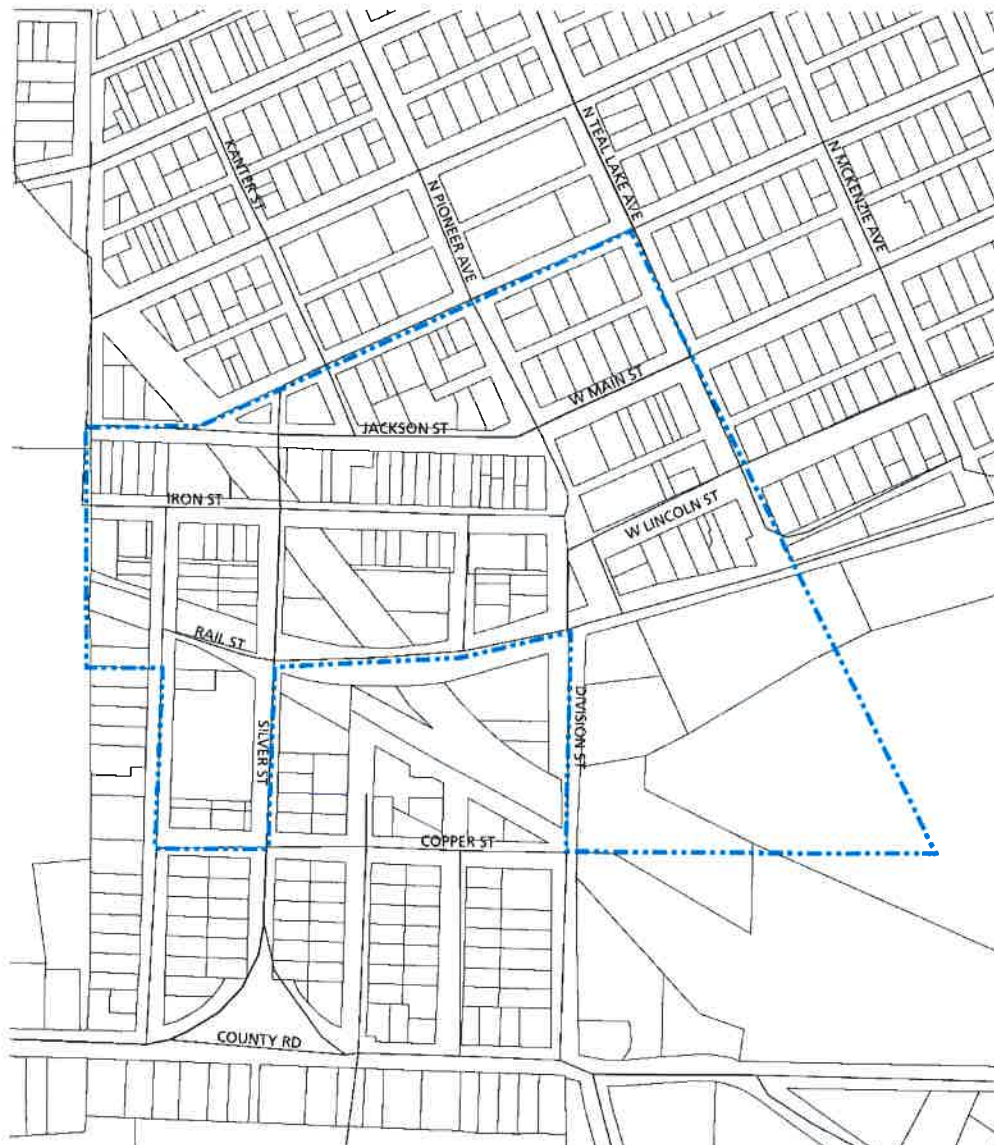 N TEAL LAKE AVE
KANTER ST
N MCKENZIE AVE
N PIONEER AVE
W MAIN ST
JACKSON ST
IRON ST
W LINCOLN ST
RAIL ST
SILVER ST
DIVISION ST
COPPER ST
COUNTY RD